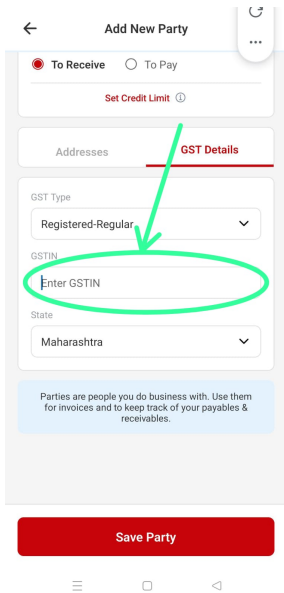 Add New Party
To Receive To Pay
Set Credit Limit
Addresses GST Details
GST Type
Registered-Regular
GSTIN
Enter GSTIN
State
Maharashtra
Parties are people you do business with. Use them
for invoices and to keep track of your payables &
receivables.
Save Party